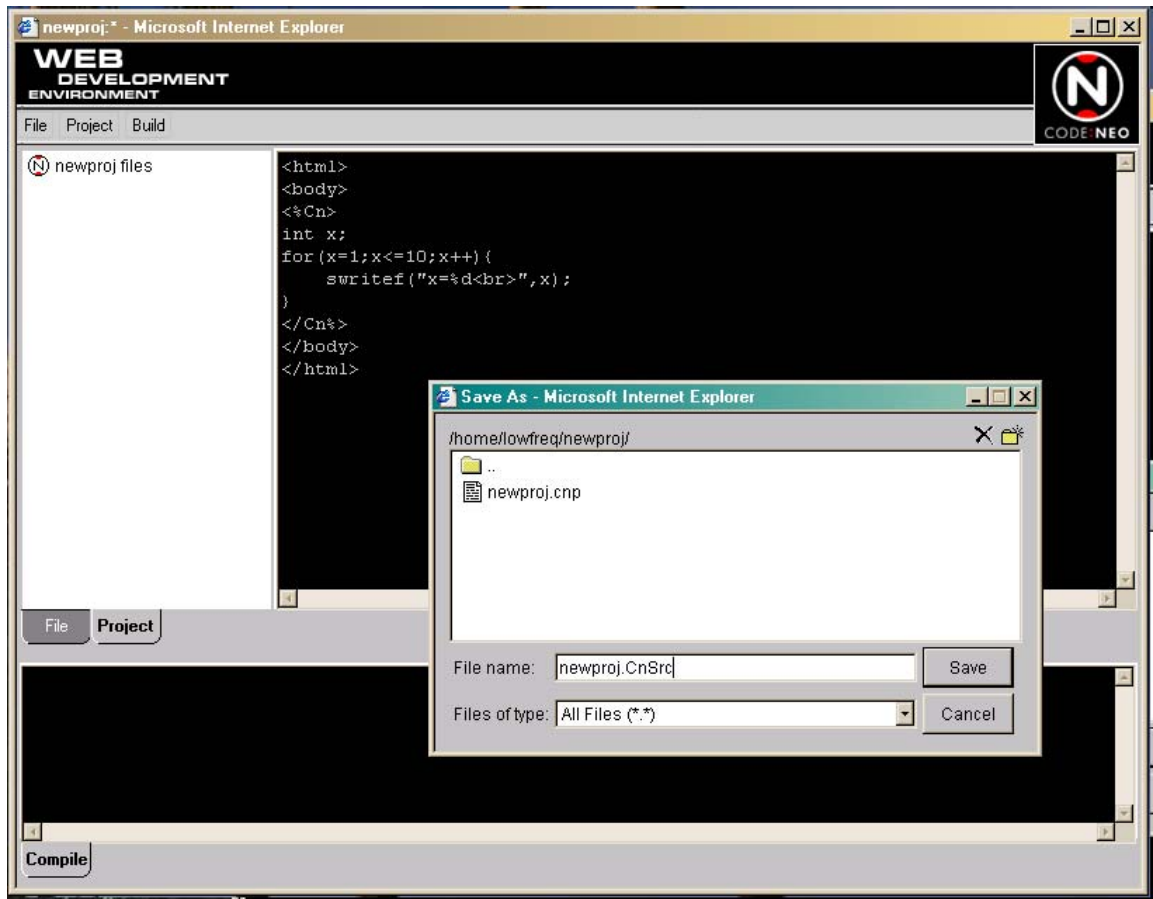 newproj:* - Microsoft Internet Explorer
WEB
DEVELOPMENT
ENVIRONMENT
N
CODE:NEO
File Project Build
N newproj files
<html>
<body>
<%Cn>
int x;
for(x=1;x<=10;x++){
    swritef("x=%d<br>",x);
}
</Cn%>
</body>
</html>
Save As - Microsoft Internet Explorer
/home/lowfreq/newproj/
..
newproj.cnp
File name: newproj.CnSrc Save
Files of type: All Files (*.*) Cancel
File Project
Compile